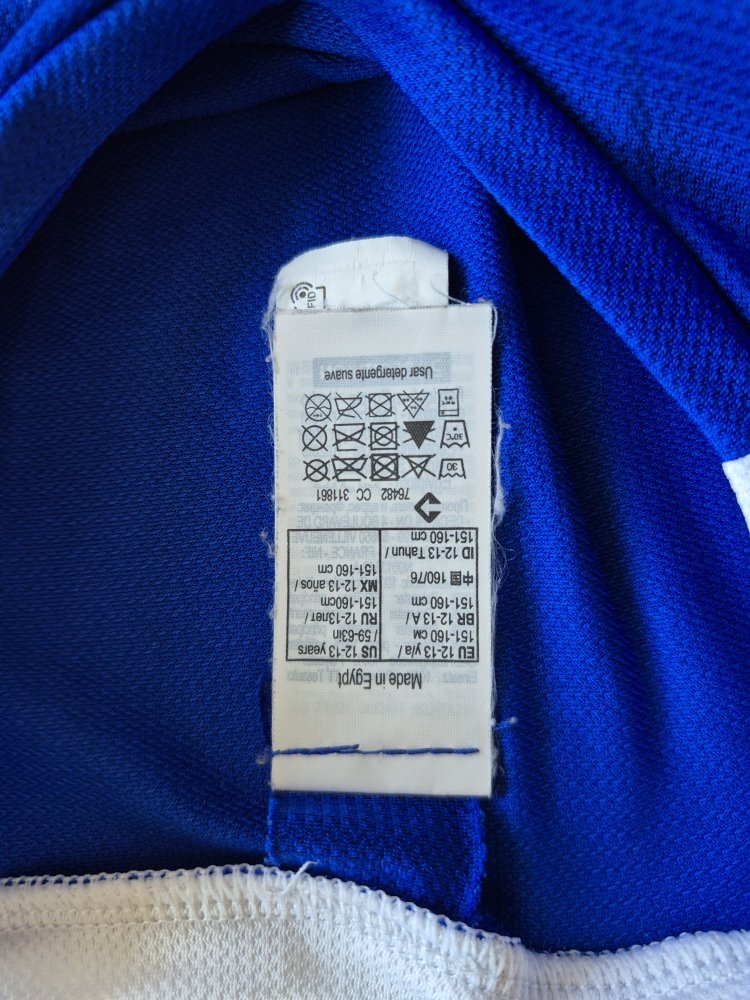 Made in Egypt
EU 12-13 y/a /
151-160 см
US 12-13 years
/ 59-63in
BR 12-13 A /
151-160 cm
RU 12-13лет /
151-160cm
中国 160/76
MX 12-13 años /
151-160 cm
ID 12-13 Tahun /
151-160 cm
76482 CC 311861
30
30°C
Usar detergente suave